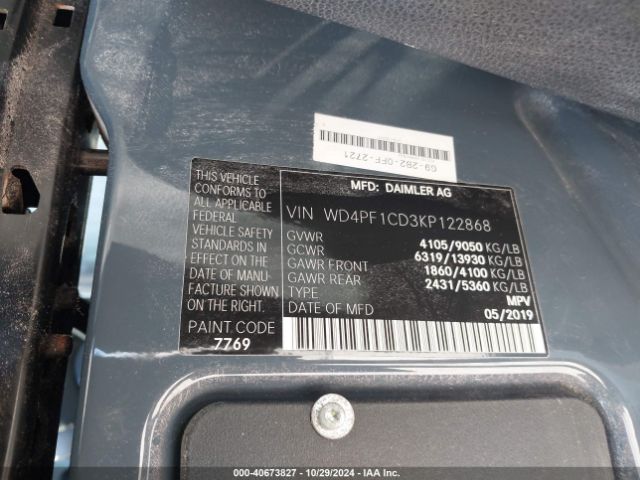 69-2B2-0FF-2721
MFD: DAIMLER AG
THIS VEHICLE
CONFORMS TO
ALL APPLICABLE
FEDERAL
VEHICLE SAFETY
STANDARDS IN
EFFECT ON THE
DATE OF MANU-
FACTURE SHOWN
ON THE RIGHT.
PAINT CODE
7769
VIN WD4PF1CD3KP122868
GVWR 4105/9050 KG/LB
GCWR 6319/13930 KG/LB
GAWR FRONT 1860/4100 KG/LB
GAWR REAR 2431/5360 KG/LB
TYPE MPV
DATE OF MFD 05/2019
000-40673827 - 10/29/2024 - IAA Inc.